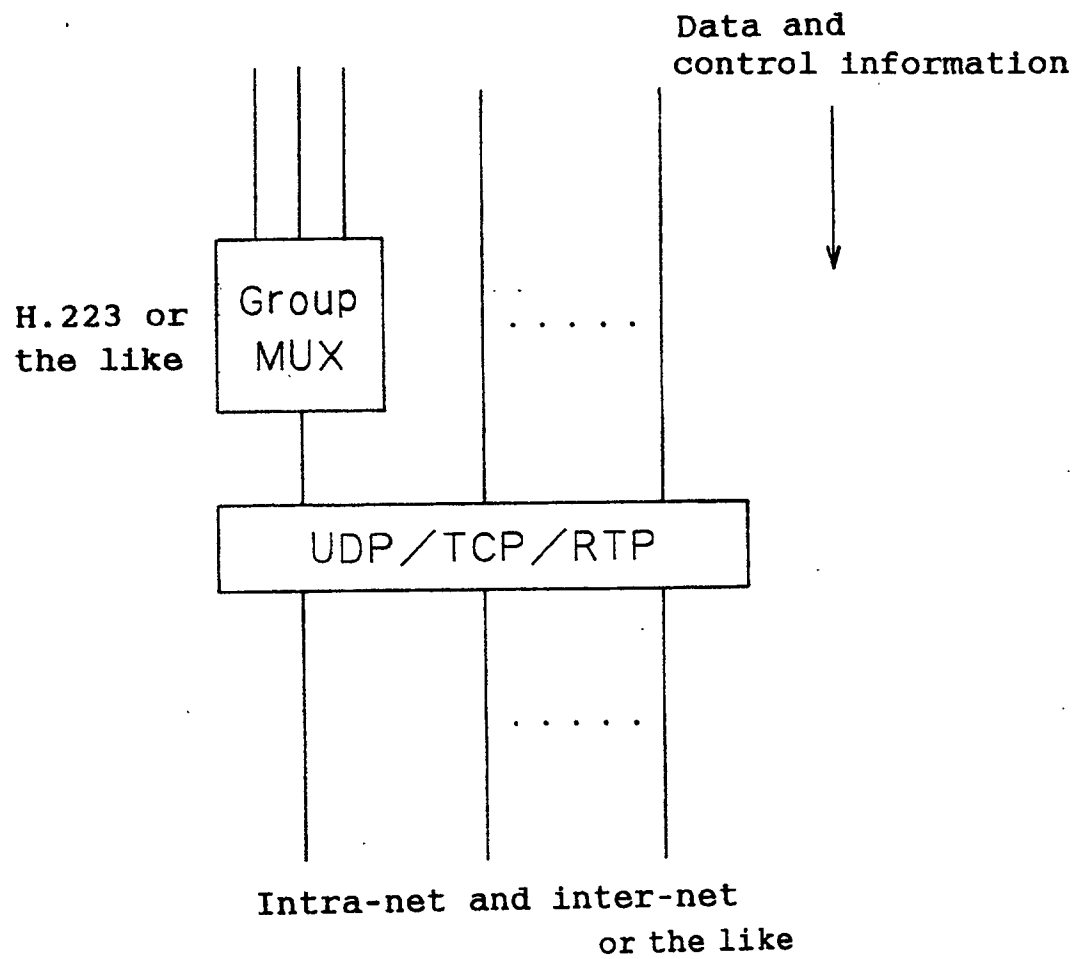 Data and
control information
H.223 or
the like
Group
MUX
UDP/TCP/RTP
Intra-net and inter-net
or the like